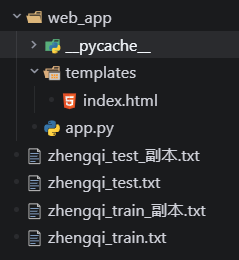 web_app
__pycache__
templates
index.html
app.py
zhengqi_test_副本.txt
zhengqi_test.txt
zhengqi_train_副本.txt
zhengqi_train.txt